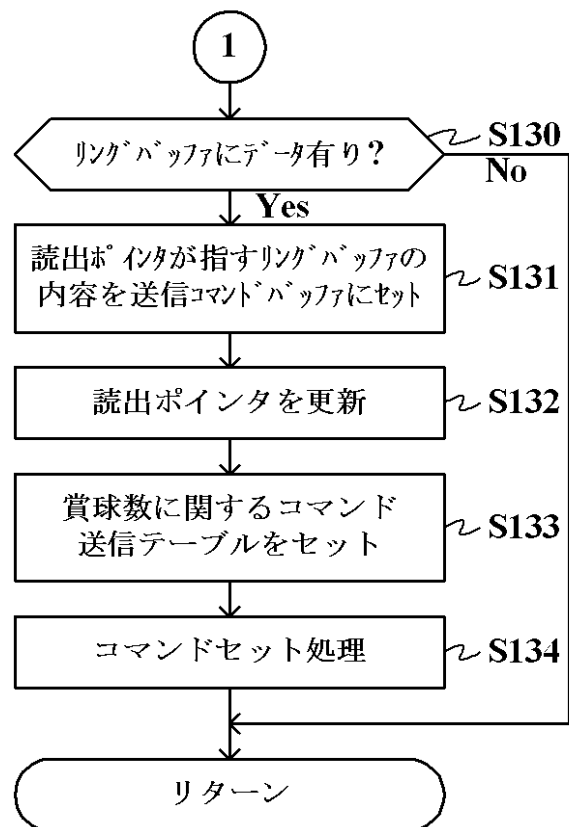 1
リングバッファにデータ有り?
S130
No
Yes
読出ポインタが指すリングバッファの
内容を送信コマンドバッファにセット
S131
読出ポインタを更新
S132
賞球数に関するコマンド
送信テーブルをセット
S133
コマンドセット処理
S134
リターン